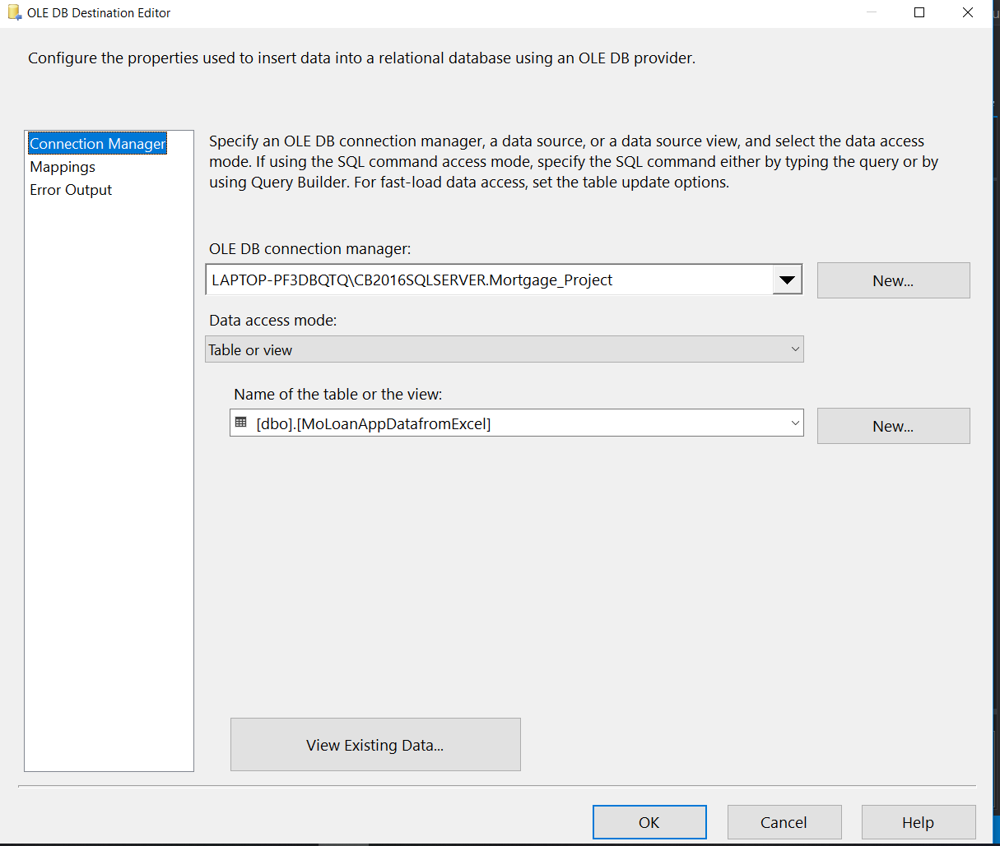 OLE DB Destination Editor
Configure the properties used to insert data into a relational database using an OLE DB provider.
Connection Manager
Mappings
Error Output
Specify an OLE DB connection manager, a data source, or a data source view, and select the data access
mode. If using the SQL command access mode, specify the SQL command either by typing the query or by
using Query Builder. For fast-load data access, set the table update options.
OLE DB connection manager:
LAPTOP-PF3DBQTQ\CB2016SQLSERVER.Mortgage_Project
New...
Data access mode:
Table or view
Name of the table or the view:
[dbo].[MoLoanAppDatafromExcel]
New...
View Existing Data...
OK
Cancel
Help